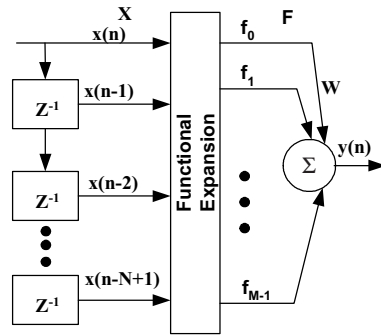 X
F
x(n)
f0
Z-1
x(n-1)
f1
W
Functional
Expansion
Σ
y(n)
Z-1
x(n-2)
Z-1
x(n-N+1)
fM-1